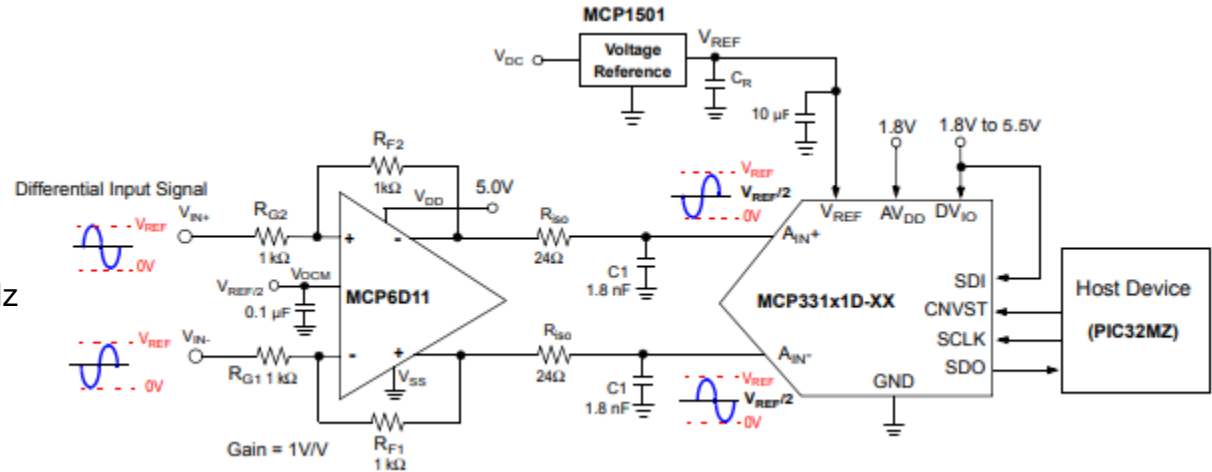 MCP1501
Voltage
Reference
VDC
VREF
CR
10 µF
1.8V
1.8V to 5.5V
RF2
1kΩ
VDD
5.0V
Differential Input Signal
VIN+
VREF
0V
RG2
1 kΩ
+
-
Riso
24Ω
C1
1.8 nF
VREF
VREF/2
0V
AIN+
VREF
AVDD
DVIO
SDI
CNVST
SCLK
SDO
GND
MCP331x1D-XX
Host Device
(PIC32MZ)
lz
VREF/2
VOCM
0.1 µF
MCP6D11
VIN-
VREF
0V
RG1 1 kΩ
-
+
VSS
Riso
24Ω
C1
1.8 nF
AIN-
VREF
VREF/2
0V
Gain = 1V/V
RF1
1 kΩ